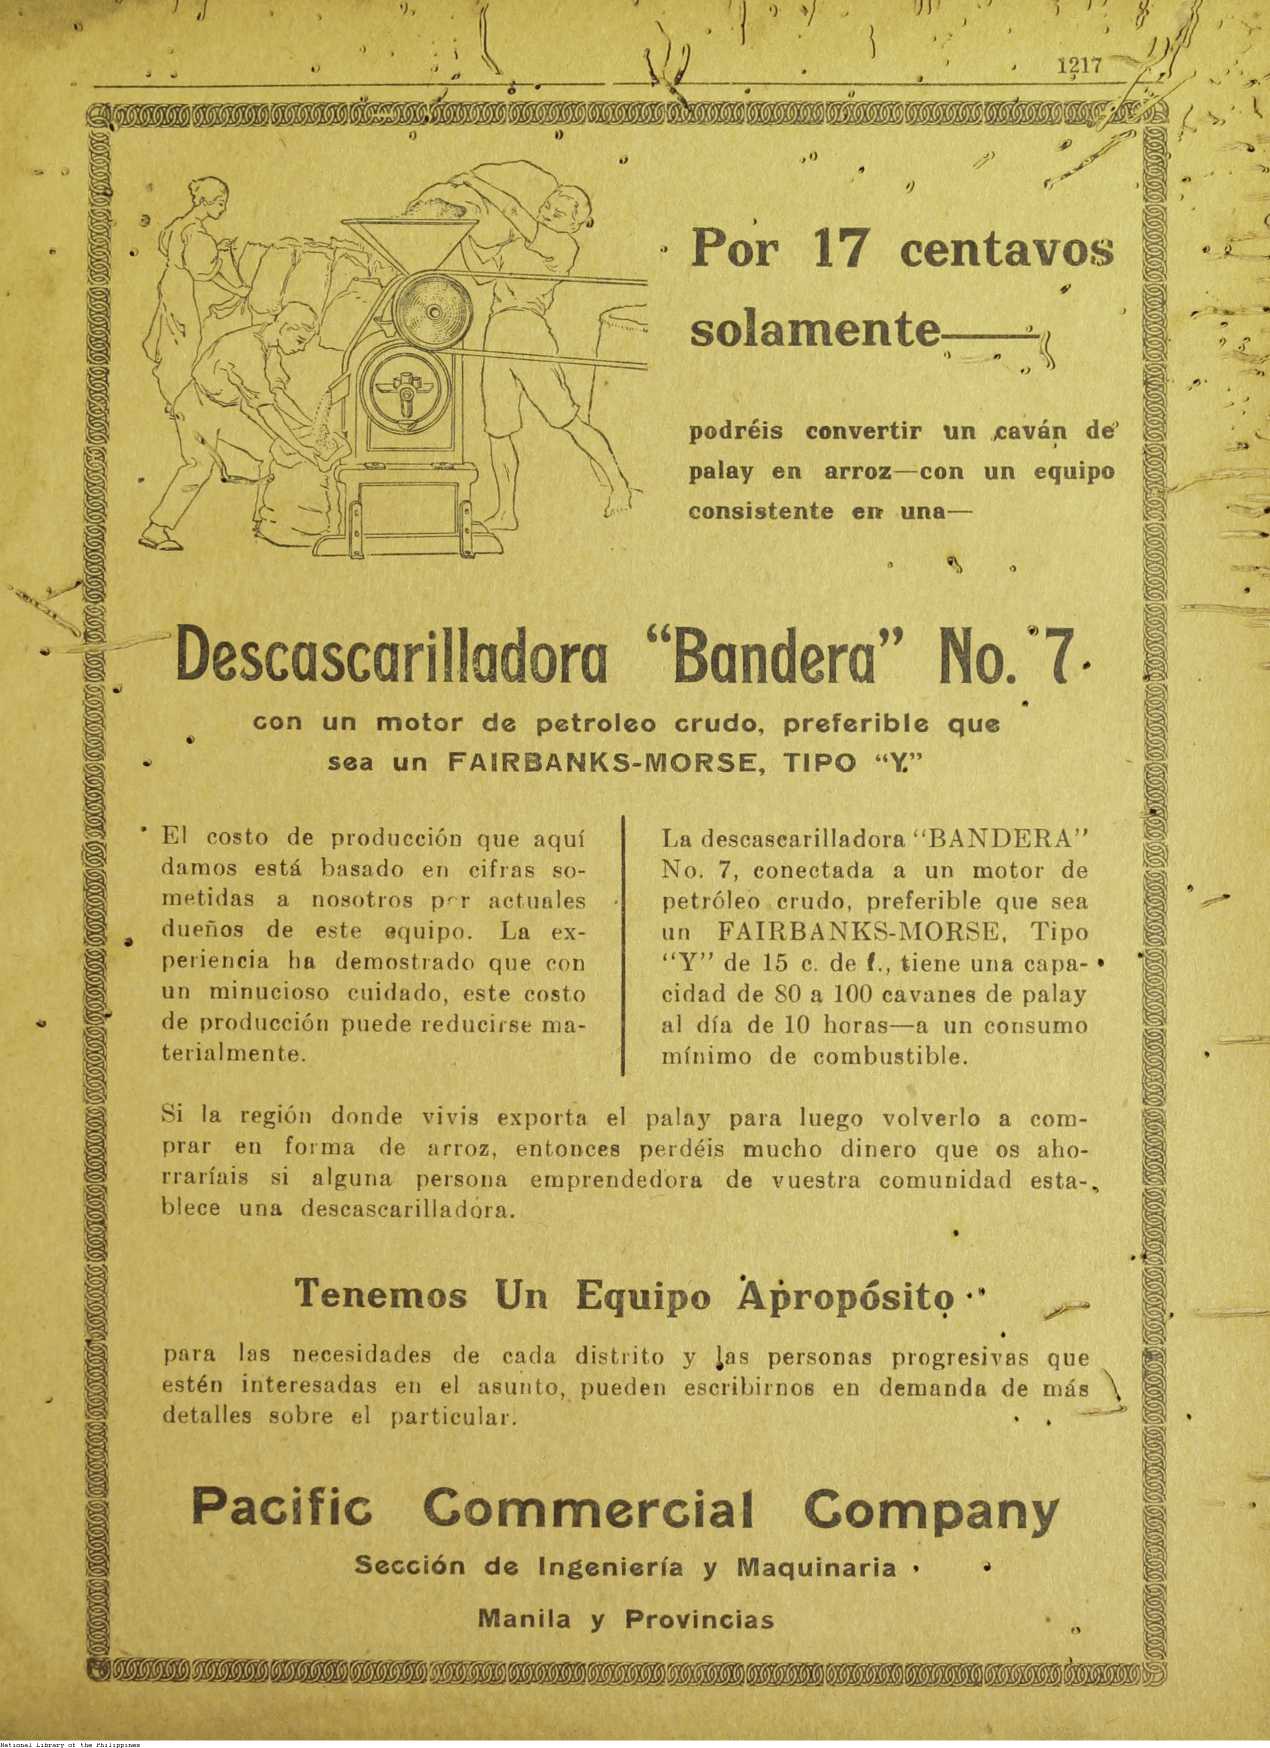 1217
Por 17 centavos
solamente—
podréis convertir un caván de
palay en arroz—con un equipo
consistente en una—
Descascarilladora “Bandera” No. 7
con un motor de petroleo crudo, preferible que
sea un FAIRBANKS-MORSE, TIPO “Y.”
El costo de producción que aquí
damos está basado en cifras so-
metidas a nosotros por actuales
dueños de este equipo. La ex-
periencia ha demostrado que con
un minucioso cuidado, este costo
de producción puede reducirse ma-
terialmente.
La descascarilladora “BANDERA”
No. 7, conectada a un motor de
petróleo crudo, preferible que sea
un FAIRBANKS-MORSE, Tipo
“Y” de 15 c. de f., tiene una capa-
cidad de 80 a 100 cavanes de palay
al día de 10 horas—a un consumo
mínimo de combustible.
Si la región donde vivis exporta el palay para luego volverlo a com-
prar en forma de arroz, entonces perdéis mucho dinero que os aho-
rraríais si alguna persona emprendedora de vuestra comunidad esta-
blece una descascarilladora.
Tenemos Un Equipo Apropósito
para las necesidades de cada distrito y las personas progresivas que
estén interesadas en el asunto, pueden escribirnos en demanda de más
detalles sobre el particular.
Pacific Commercial Company
Sección de Ingeniería y Maquinaria
Manila y Provincias
National Library of the Philippines